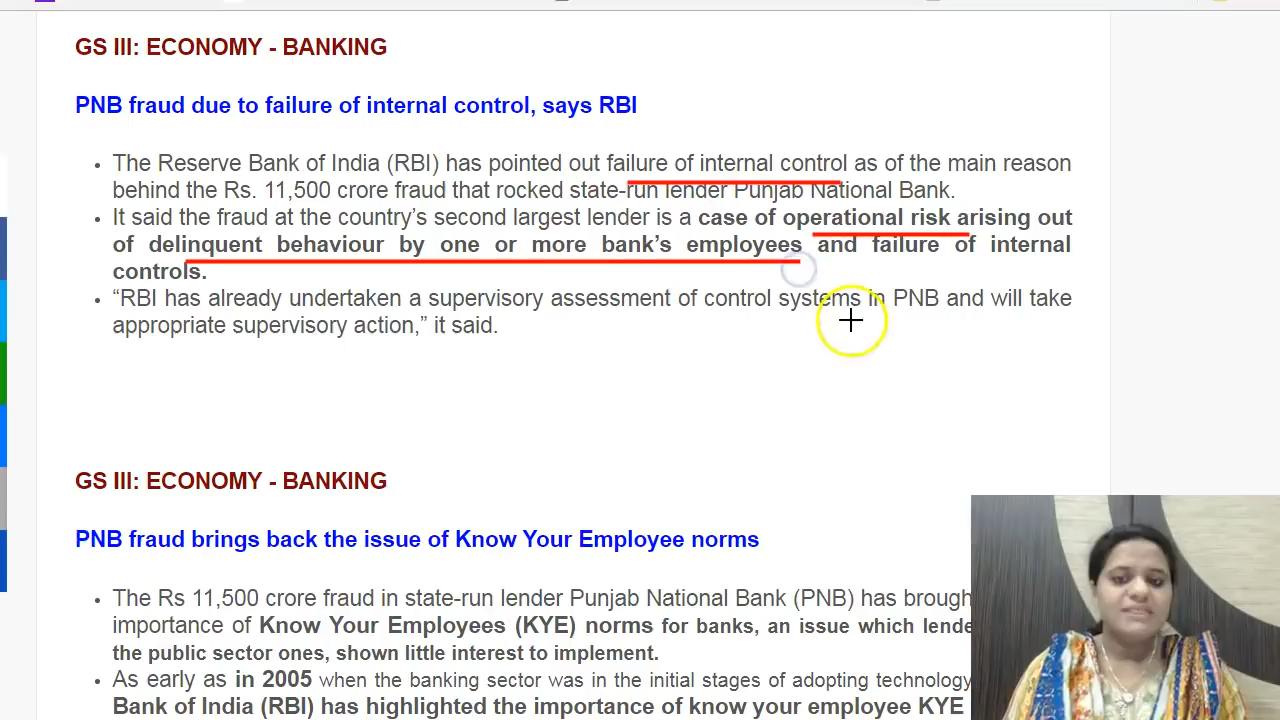 GS III: ECONOMY - BANKING
PNB fraud due to failure of internal control, says RBI
• The Reserve Bank of India (RBI) has pointed out failure of internal control as of the main reason
behind the Rs. 11,500 crore fraud that rocked state-run lender Punjab National Bank.
• It said the fraud at the country's second largest lender is a case of operational risk arising out
of delinquent behaviour by one or more bank's employees and failure of internal
controls.
• “RBI has already undertaken a supervisory assessment of control systems in PNB and will take
appropriate supervisory action,” it said.
GS III: ECONOMY - BANKING
PNB fraud brings back the issue of Know Your Employee norms
• The Rs 11,500 crore fraud in state-run lender Punjab National Bank (PNB) has brough
importance of Know Your Employees (KYE) norms for banks, an issue which lende
the public sector ones, shown little interest to implement.
• As early as in 2005 when the banking sector was in the initial stages of adopting technology
Bank of India (RBI) has highlighted the importance of know your employee KYE